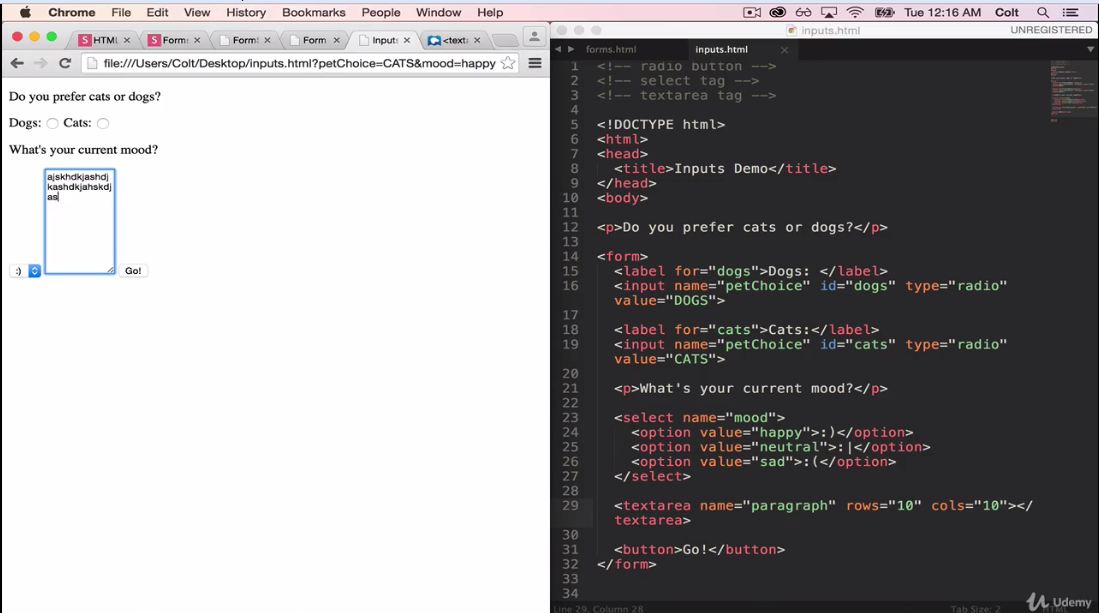 Chrome File Edit View History Bookmarks People Window Help Tue 12:16 AM Colt
HTML Forms Form Form Inputs <texta
inputs.html UNREGISTERED
file:///Users/Colt/Desktop/inputs.html?petChoice=CATS&mood=happy
forms.html inputs.html
Do you prefer cats or dogs?
Dogs: Cats:
What's your current mood?
ajskhdkjashdj
kashdkjahskdj
as
:) Go!
1 <!-- radio button -->
2 <!-- select tag -->
3 <!-- textarea tag -->
4
5 <!DOCTYPE html>
6 <html>
7 <head>
8 <title>Inputs Demo</title>
9 </head>
10 <body>
11
12 <p>Do you prefer cats or dogs?</p>
13
14 <form>
15 <label for="dogs">Dogs: </label>
16 <input name="petChoice" id="dogs" type="radio"
value="DOGS">
17
18 <label for="cats">Cats:</label>
19 <input name="petChoice" id="cats" type="radio"
value="CATS">
20
21 <p>What's your current mood?</p>
22
23 <select name="mood">
24 <option value="happy">:)</option>
25 <option value="neutral">:|</option>
26 <option value="sad">:(</option>
27 </select>
28
29 <textarea name="paragraph" rows="10" cols="10"></
textarea>
30
31 <button>Go!</button>
32 </form>
33
34
Line 29, Column 28 Tab Size: 2 HTML
Udemy